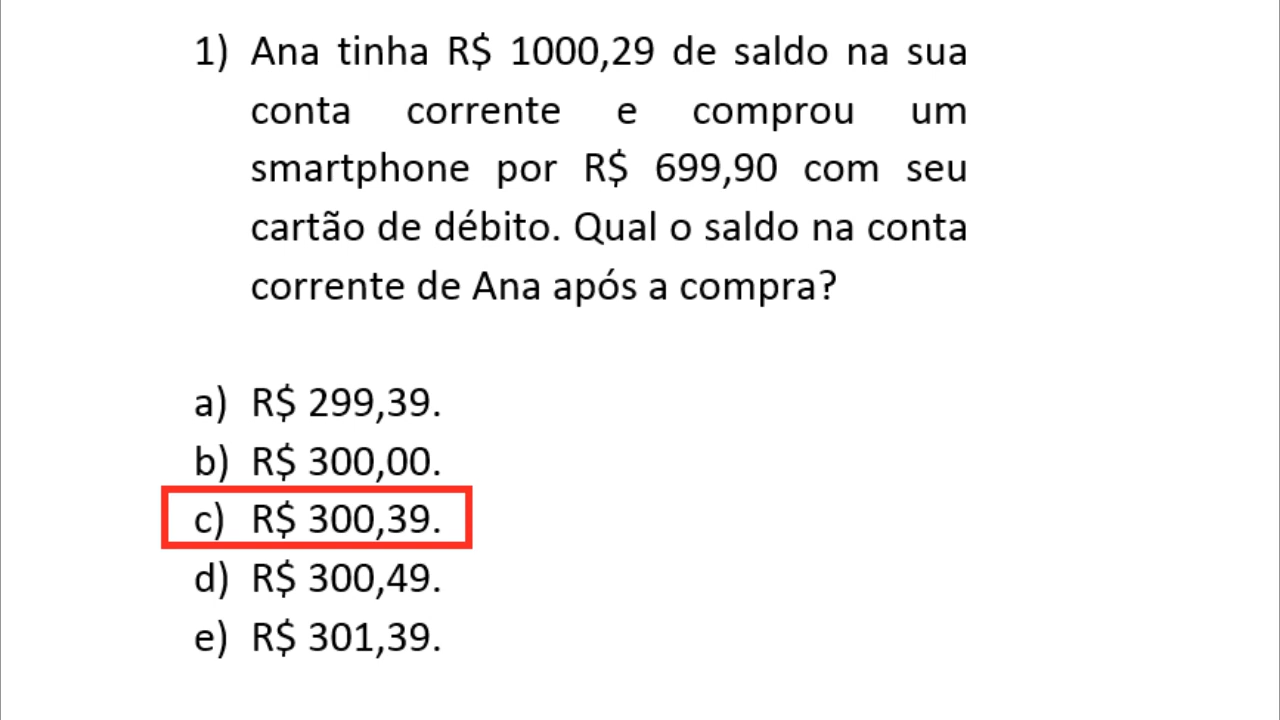 1) Ana tinha R$ 1000,29 de saldo na sua
conta corrente e comprou um
smartphone por R$ 699,90 com seu
cartão de débito. Qual o saldo na conta
corrente de Ana após a compra?
a) R$ 299,39.
b) R$ 300,00.
c) R$ 300,39.
d) R$ 300,49.
e) R$ 301,39.